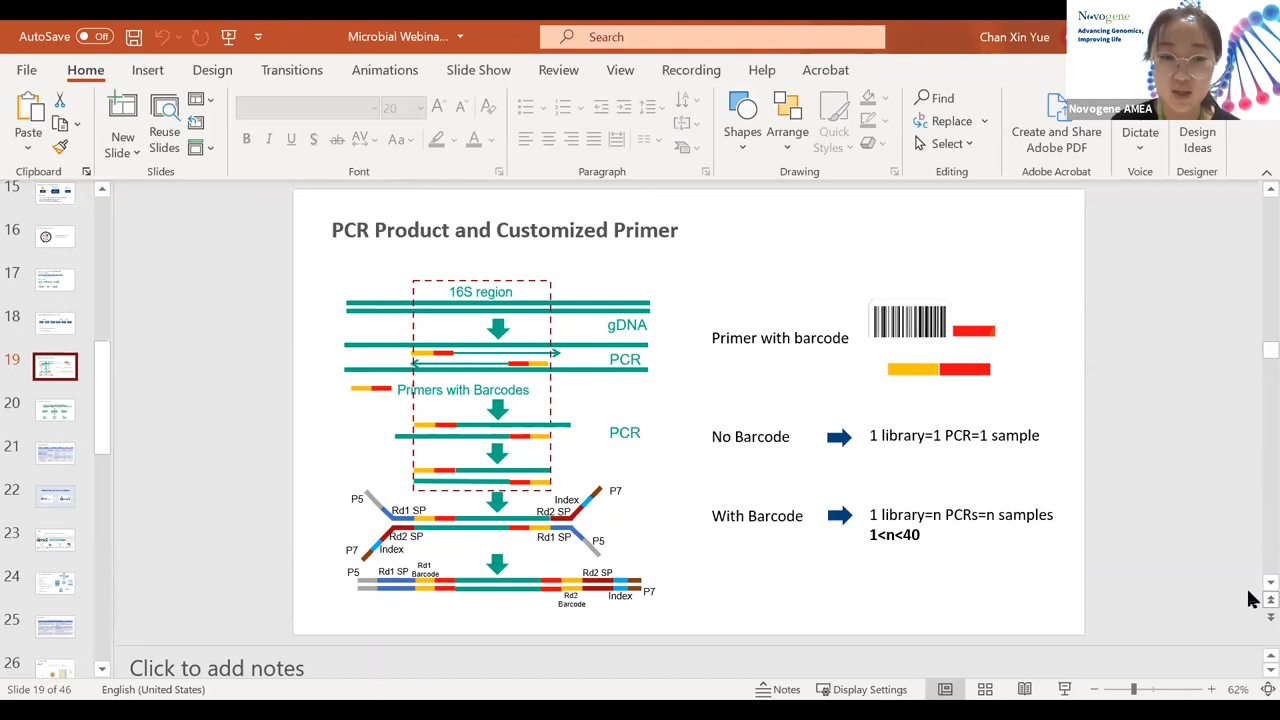 AutoSave Off
Microbial Webina...
Search
Chan Xin Yue
Novogene
Advancing Genomics,
Improving life
Novogene AMEA
File Home Insert Design Transitions Animations Slide Show Review View Recording Help Acrobat
Paste
New
Slide
Reuse
Slides
20
Shapes
Arrange
Quick
Styles
Find
Replace
Select
Create and Share
Adobe PDF
Dictate
Design
Ideas
Clipboard Slides Font Paragraph Drawing Editing Adobe Acrobat Voice Designer
15
16
17
18
19
20
21
22
23
24
25
26
PCR Product and Customized Primer
16S region
gDNA
PCR
Primers with Barcodes
PCR
P5
Rd1 SP
Index
P7
Rd2 SP
Rd2 SP
Rd1 SP
P5
P7
Index
P5
Rd1 SP
Rd1
Barcode
Rd2 SP
Rd2
Barcode
Index
P7
Primer with barcode
No Barcode
1 library=1 PCR=1 sample
With Barcode
1 library=n PCRs=n samples
1<n<40
Click to add notes
Slide 19 of 46
English (United States)
Notes
Display Settings
62%